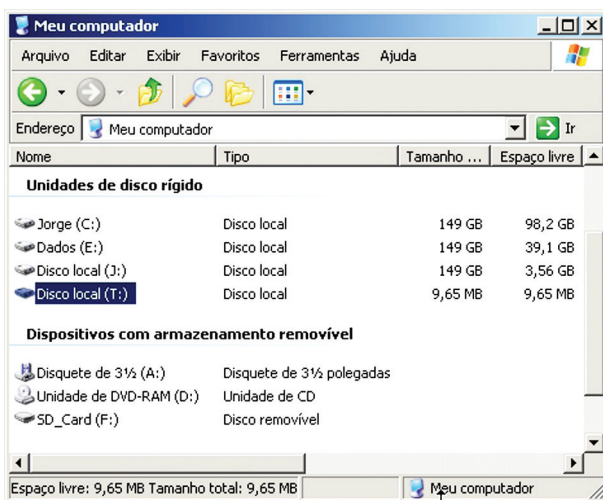 Meu computador
Arquivo Editar Exibir Favoritos Ferramentas Ajuda
Endereço Meu computador Ir
Nome Tipo Tamanho ... Espaço livre
Unidades de disco rígido
Jorge (C:) Disco local 149 GB 98,2 GB
Dados (E:) Disco local 149 GB 39,1 GB
Disco local (J:) Disco local 149 GB 3,56 GB
Disco local (T:) Disco local 9,65 MB 9,65 MB
Dispositivos com armazenamento removível
Disquete de 3½ (A:) Disquete de 3½ polegadas
Unidade de DVD-RAM (D:) Unidade de CD
SD_Card (F:) Disco removível
Espaço livre: 9,65 MB Tamanho total: 9,65 MB Meu computador